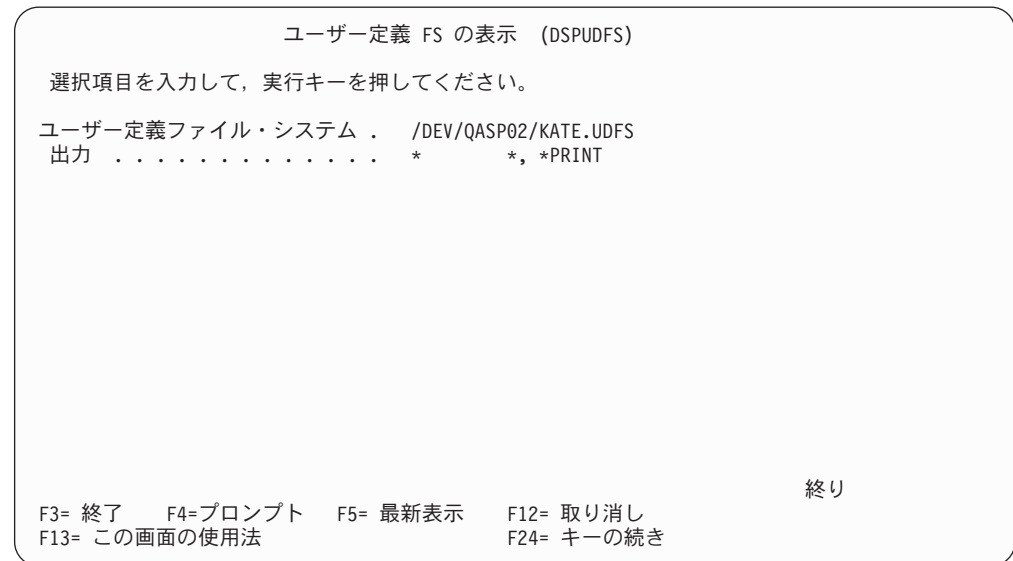 ユーザー定義 FS の表示 (DSPUDFS)
選択項目を入力して, 実行キーを押してください。
ユーザー定義ファイル・システム . /DEV/QASP02/KATE.UDFS
出力 . . . . . . . . . . . . . * *, *PRINT
終り
F3= 終了 F4=プロンプト F5= 最新表示 F12= 取り消し
F13= この画面の使用法 F24= キーの続き